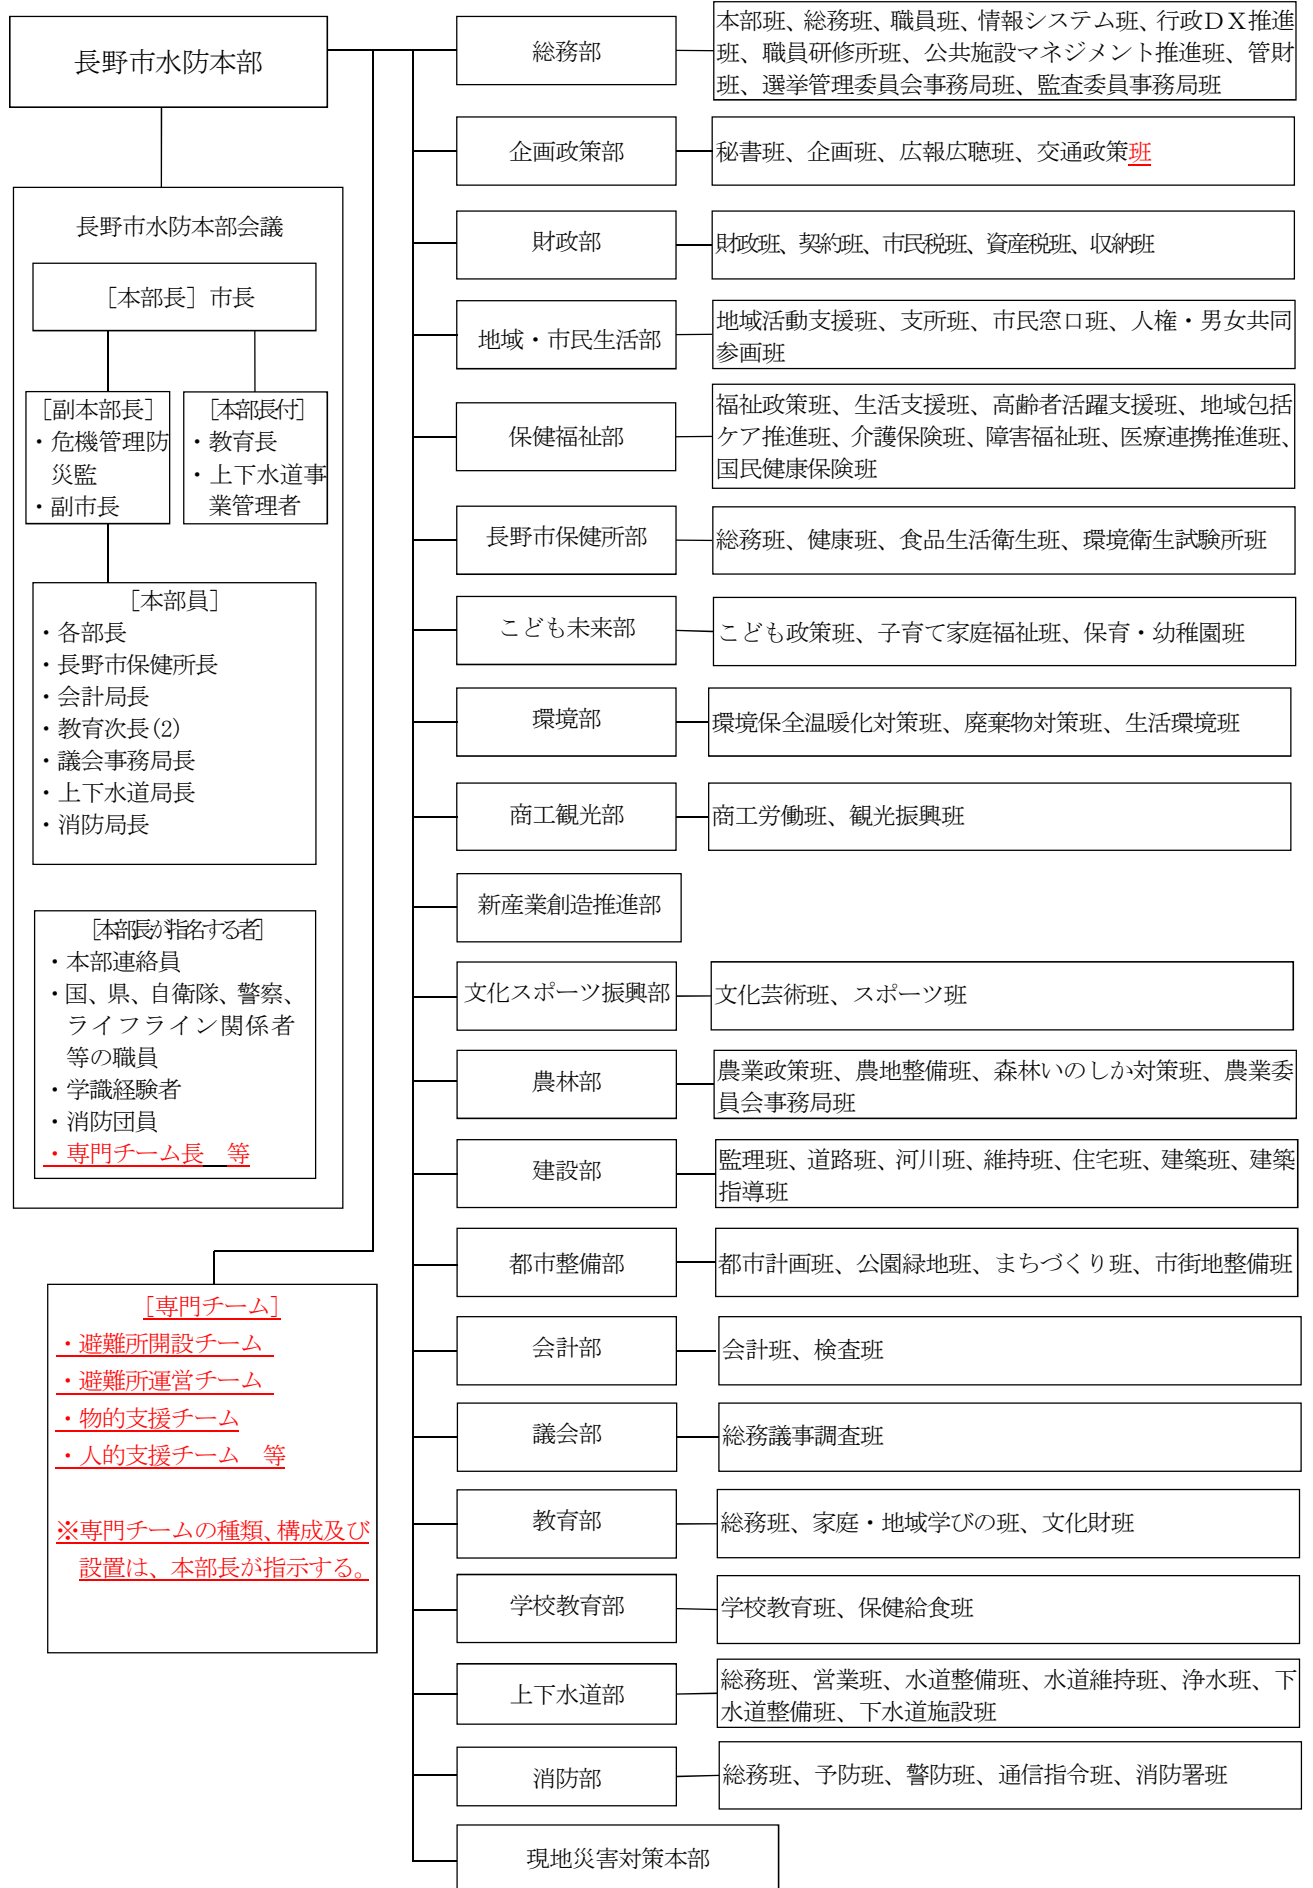 長野市水防本部
長野市水防本部会議
［本部長］市長
［副本部長］
・危機管理防
災監
・副市長
［本部長付］
・教育長
・上下水道事
業管理者
［本部員］
・各部長
・長野市保健所長
・会計局長
・教育次長(2)
・議会事務局長
・上下水道局長
・消防局長
［本部長が指名する者］
・本部連絡員
・国、県、自衛隊、警察、
ライフライン関係者
等の職員
・学識経験者
・消防団員
・専門チーム長　等
［専門チーム］
・避難所開設チーム
・避難所運営チーム
・物的支援チーム
・人的支援チーム　等
※専門チームの種類、構成及び
設置は、本部長が指示する。
総務部
本部班、総務班、職員班、情報システム班、行政ＤＸ推進
班、職員研修所班、公共施設マネジメント推進班、管財
班、選挙管理委員会事務局班、監査委員事務局班
企画政策部
秘書班、企画班、広報広聴班、交通政策班
財政部
財政班、契約班、市民税班、資産税班、収納班
地域・市民生活部
地域活動支援班、支所班、市民窓口班、人権・男女共同
参画班
保健福祉部
福祉政策班、生活支援班、高齢者活躍支援班、地域包括
ケア推進班、介護保険班、障害福祉班、医療連携推進班、
国民健康保険班
長野市保健所部
総務班、健康班、食品生活衛生班、環境衛生試験所班
こども未来部
こども政策班、子育て家庭福祉班、保育・幼稚園班
環境部
環境保全温暖化対策班、廃棄物対策班、生活環境班
商工観光部
商工労働班、観光振興班
新産業創造推進部
文化スポーツ振興部
文化芸術班、スポーツ班
農林部
農業政策班、農地整備班、森林いのしか対策班、農業委
員会事務局班
建設部
監理班、道路班、河川班、維持班、住宅班、建築班、建築
指導班
都市整備部
都市計画班、公園緑地班、まちづくり班、市街地整備班
会計部
会計班、検査班
議会部
総務議事調査班
教育部
総務班、家庭・地域学びの班、文化財班
学校教育部
学校教育班、保健給食班
上下水道部
総務班、営業班、水道整備班、水道維持班、浄水班、下
水道整備班、下水道施設班
消防部
総務班、予防班、警防班、通信指令班、消防署班
現地災害対策本部